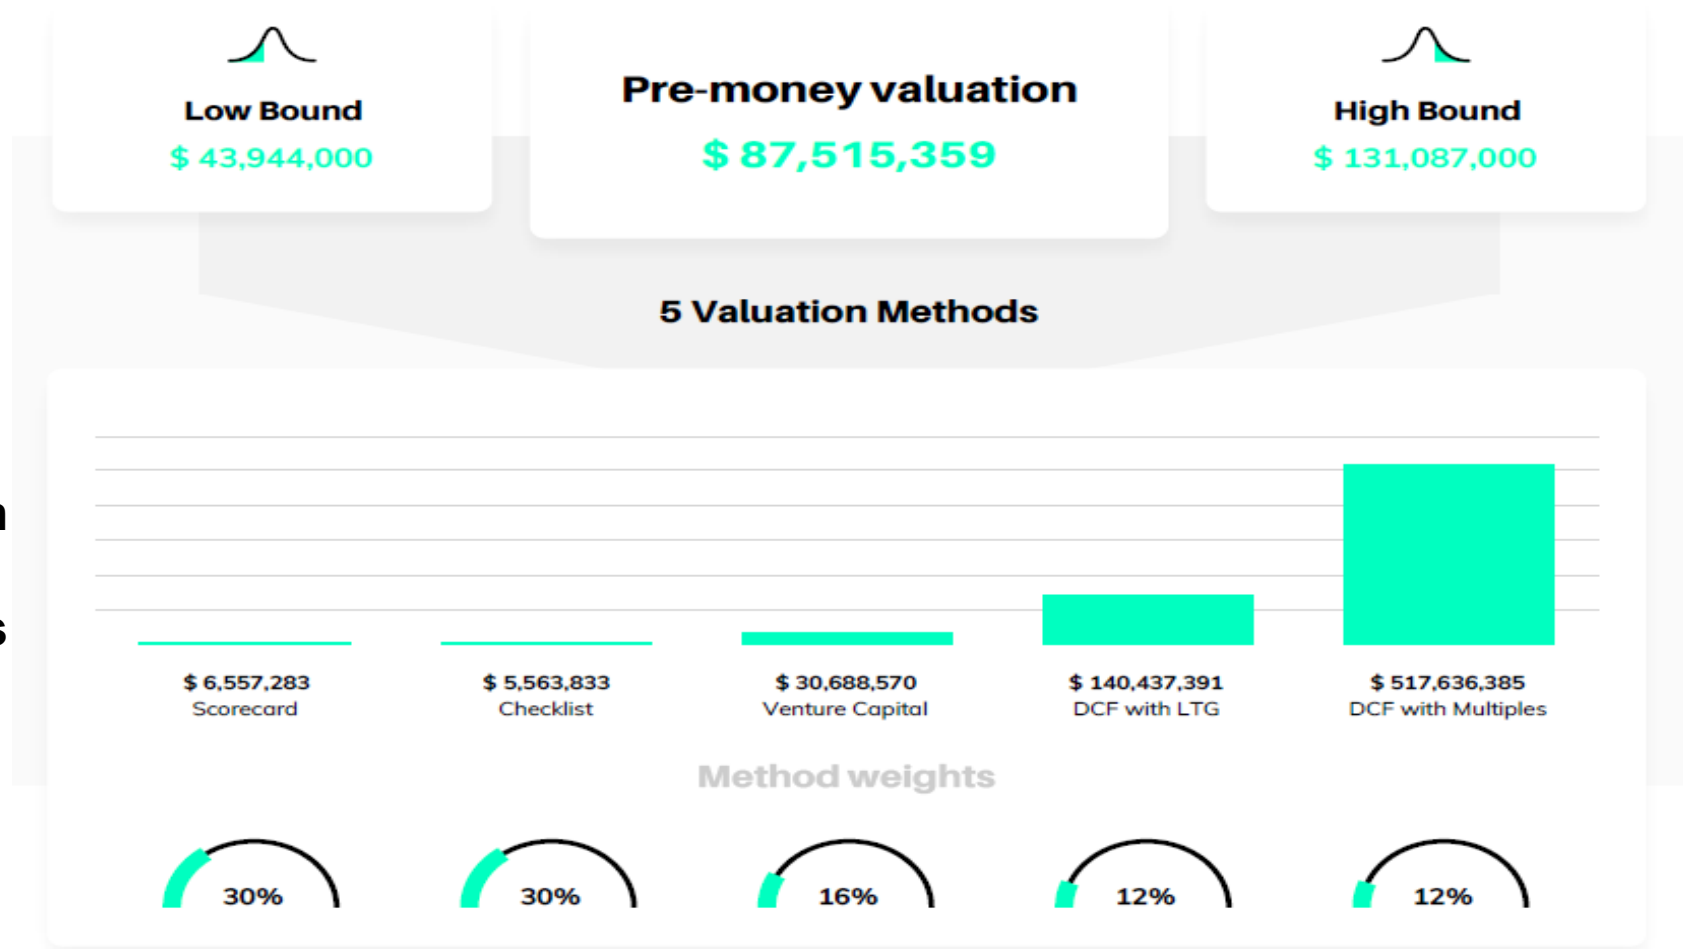 Low Bound
$ 43,944,000
Pre-money valuation
$ 87,515,359
High Bound
$ 131,087,000
5 Valuation Methods
$ 6,557,283
Scorecard
$ 5,563,833
Checklist
$ 30,688,570
Venture Capital
$ 140,437,391
DCF with LTG
$ 517,636,385
DCF with Multiples
Method weights
30%
30%
16%
12%
12%